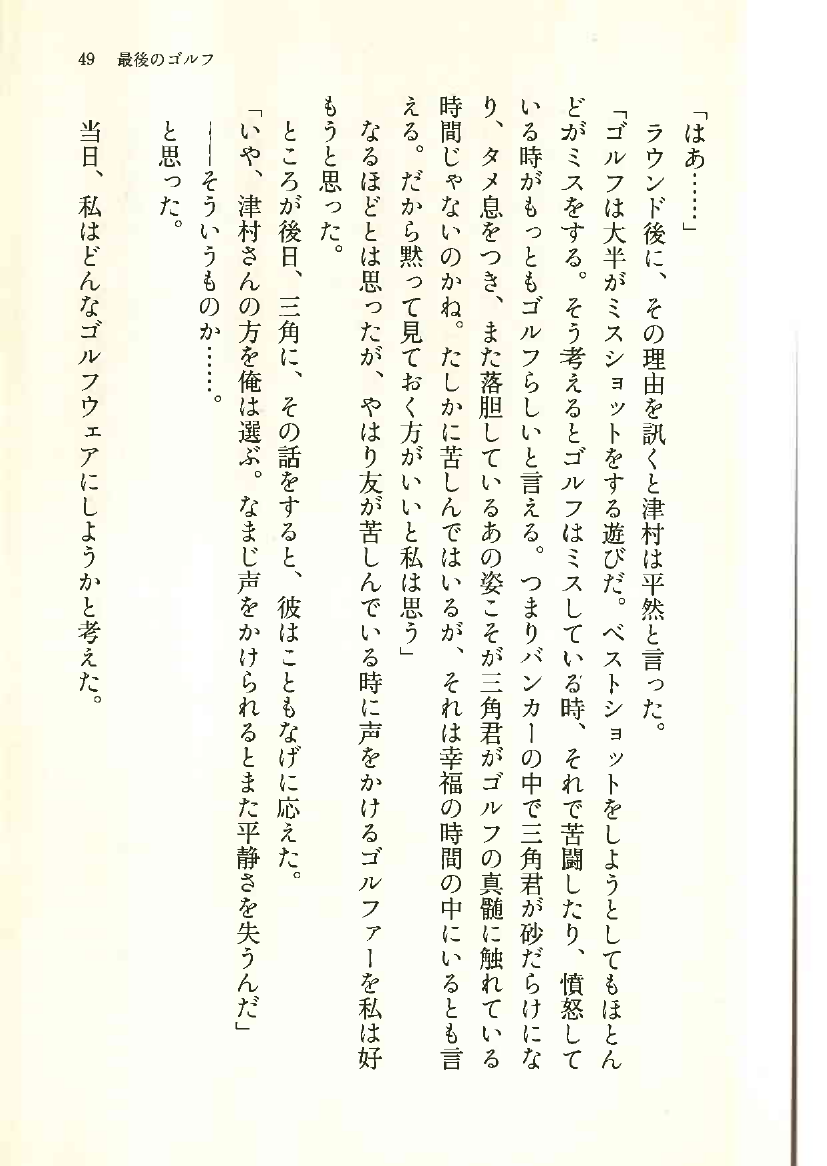 49　最後のゴルフ
「はあ……」
ラウンド後に、その理由を訊くと津村は平然と言った。
「ゴルフは大半がミスショットをする遊びだ。ベストショットをしようとしてもほとん
どがミスをする。そう考えるとゴルフはミスしている時、それで苦闘したり、憤怒して
いる時がもっともゴルフらしいと言える。つまりバンカーの中で三角君が砂だらけにな
り、タメ息をつき、また落胆しているあの姿こそが三角君がゴルフの真髄に触れている
時間じゃないのかね。たしかに苦しんではいるが、それは幸福の時間の中にいるとも言
える。だから黙って見ておく方がいいと私は思う」
なるほどとは思ったが、やはり友が苦しんでいる時に声をかけるゴルファーを私は好
もうと思った。
ところが後日、三角に、その話をすると、彼はこともなげに応えた。
「いや、津村さんの方を俺は選ぶ。なまじ声をかけられるとまた平静さを失うんだ」
――そういうものか……。
と思った。
当日、私はどんなゴルフウェアにしようかと考えた。